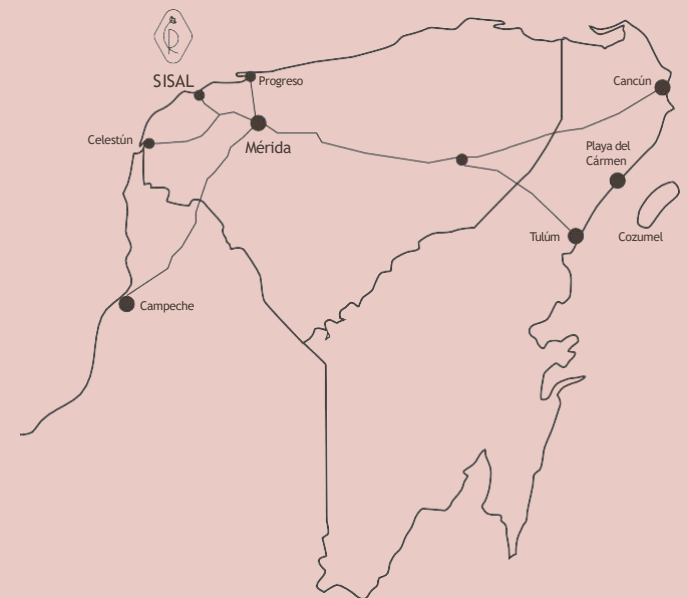 SISAL
Progreso
Cancún
Celestún
Mérida
Playa del
Cármen
Tulúm
Cozumel
Campeche